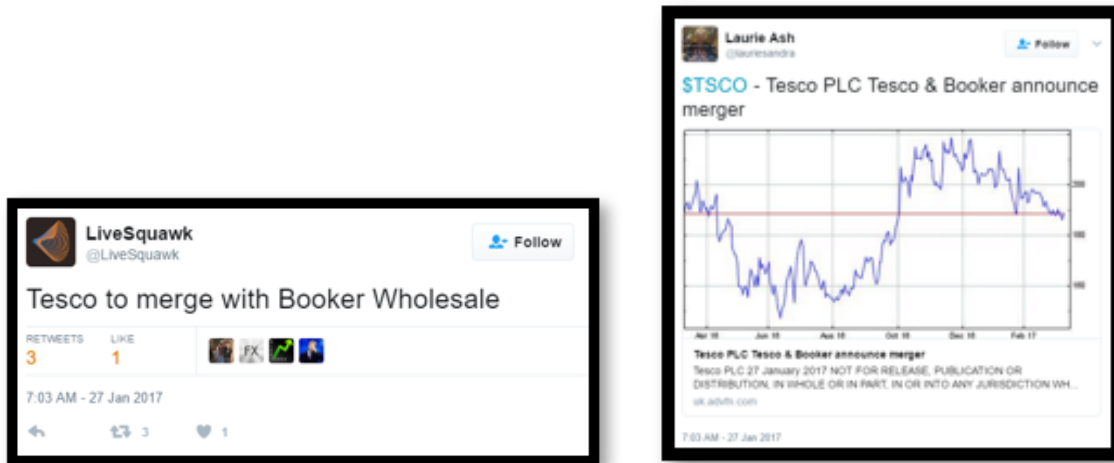 LiveSquawk
@LiveSquawk
Follow
Tesco to merge with Booker Wholesale
RETWEETS LIKE
3 1
FX
7:03 AM - 27 Jan 2017
3 1
Laurie Ash
@lauriesandra
Follow
$TSCO - Tesco PLC Tesco & Booker announce
merger
200
Apr 16 Jun 16 Aug 16 Oct 16 Dec 16 Feb 17
Tesco PLC Tesco & Booker announce merger
Tesco PLC 27 January 2017 NOT FOR RELEASE, PUBLICATION OR
DISTRIBUTION, IN WHOLE OR IN PART, IN OR INTO ANY JURISDICTION WH...
uk.advfn.com
7:03 AM - 27 Jan 2017